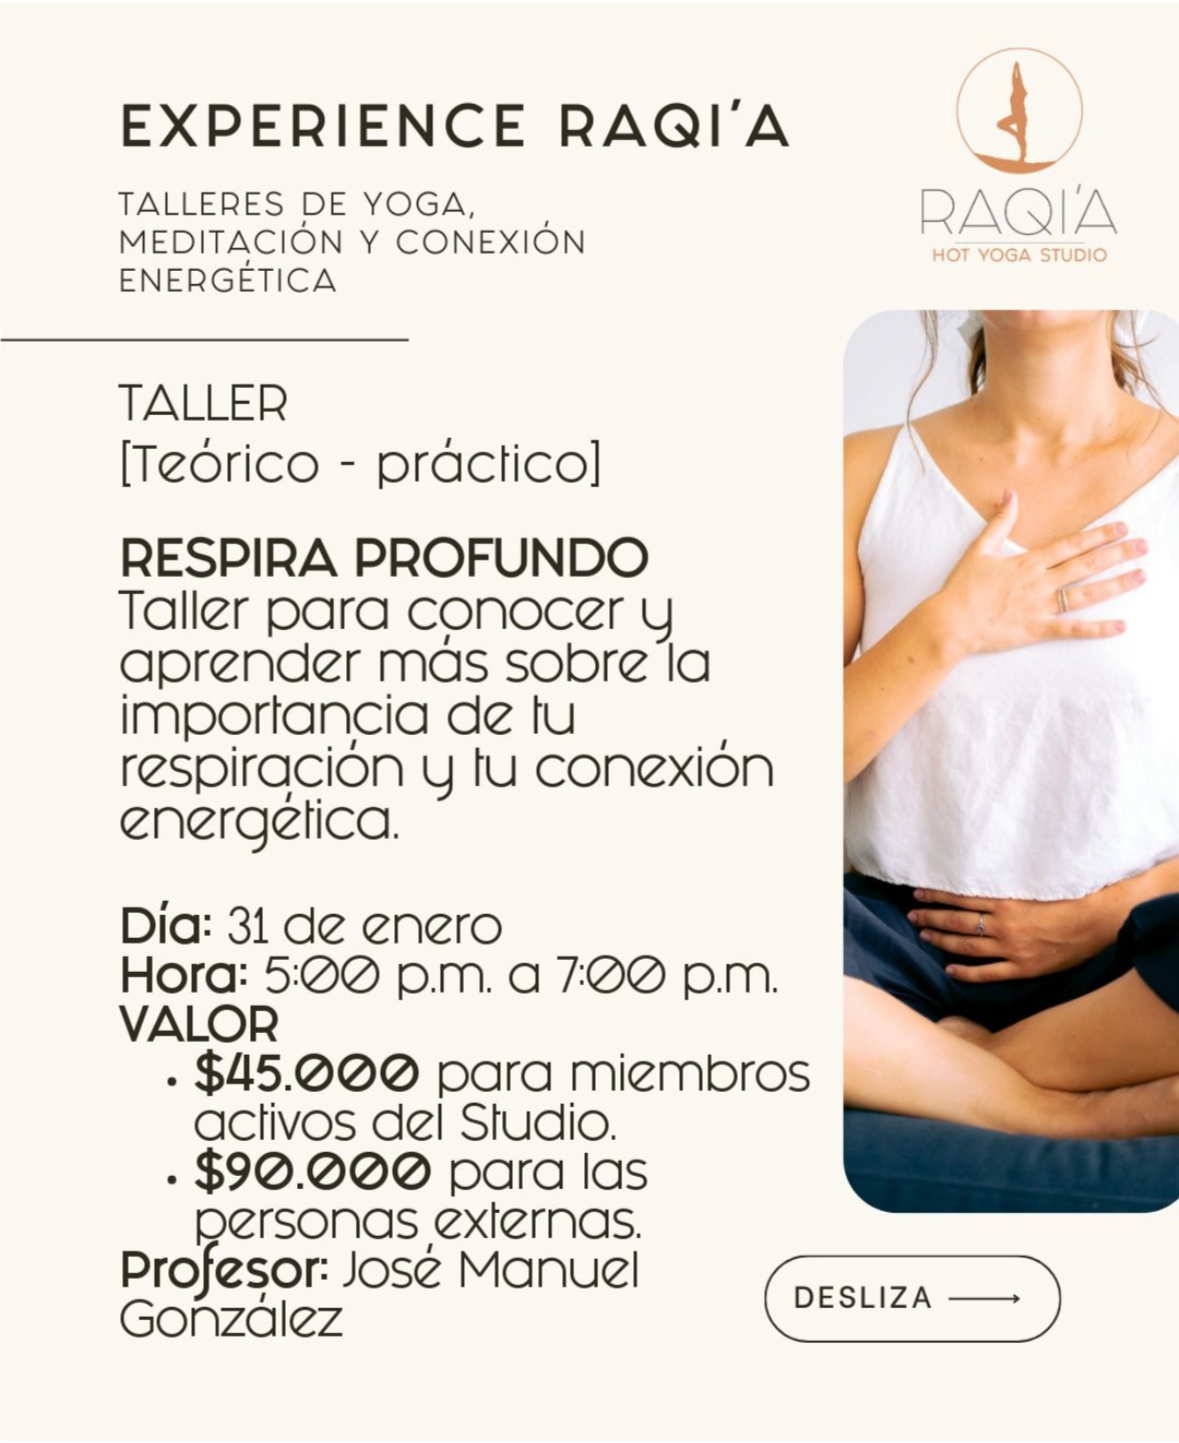 EXPERIENCE RAQI'A
RAQI'A
HOT YOGA STUDIO
TALLERES DE YOGA,
MEDITACIÓN Y CONEXIÓN
ENERGÉTICA
TALLER
[Teórico - práctico]
RESPIRA PROFUNDO
Taller para conocer y
aprender más sobre la
importancia de tu
respiración y tu conexión
energética.
Día: 31 de enero
Hora: 5:00 p.m. a 7:00 p.m.
VALOR
• $45.000 para miembros
activos del Studio.
• $90.000 para las
personas externas.
Profesor: José Manuel
González
DESLIZA